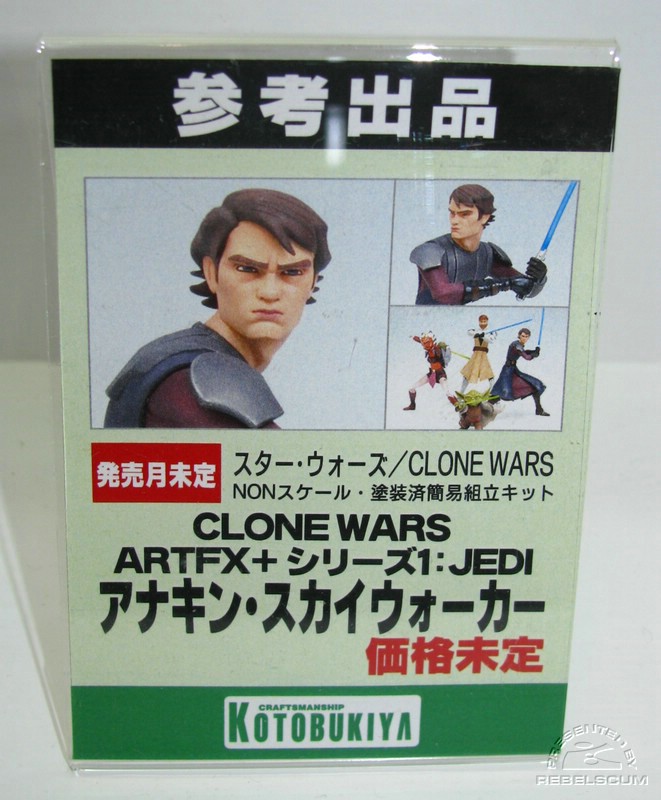 参考出品
発売月未定
スター・ウォーズ/CLONE WARS
NONスケール・塗装済簡易組立キット
CLONE WARS
ARTFX+ シリーズ1:JEDI
アナキン・スカイウォーカー
価格未定
CRAFTSMANSHIP
KOTOBUKIYA
PRESENTED BY
REBELSCUM